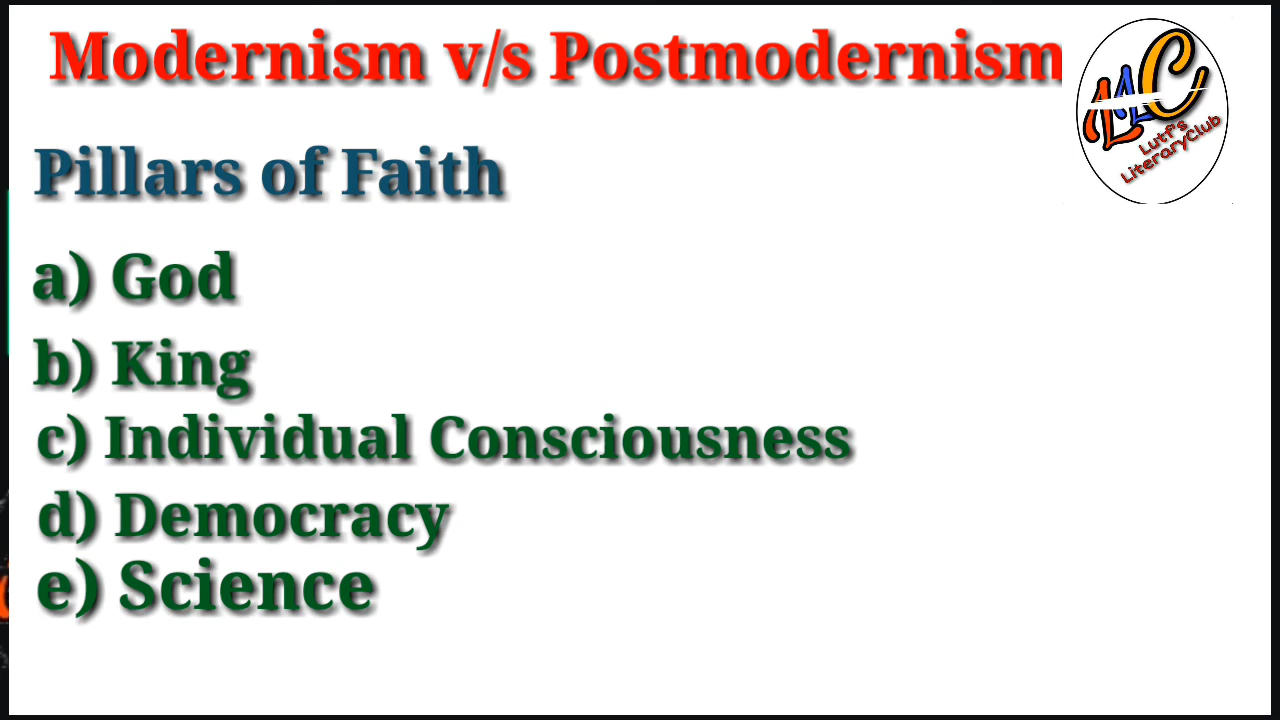 Modernism v/s Postmodernism
LLC
Lutf's
LiteraryClub
Pillars of Faith
a) God
b) King
c) Individual Consciousness
d) Democracy
e) Science